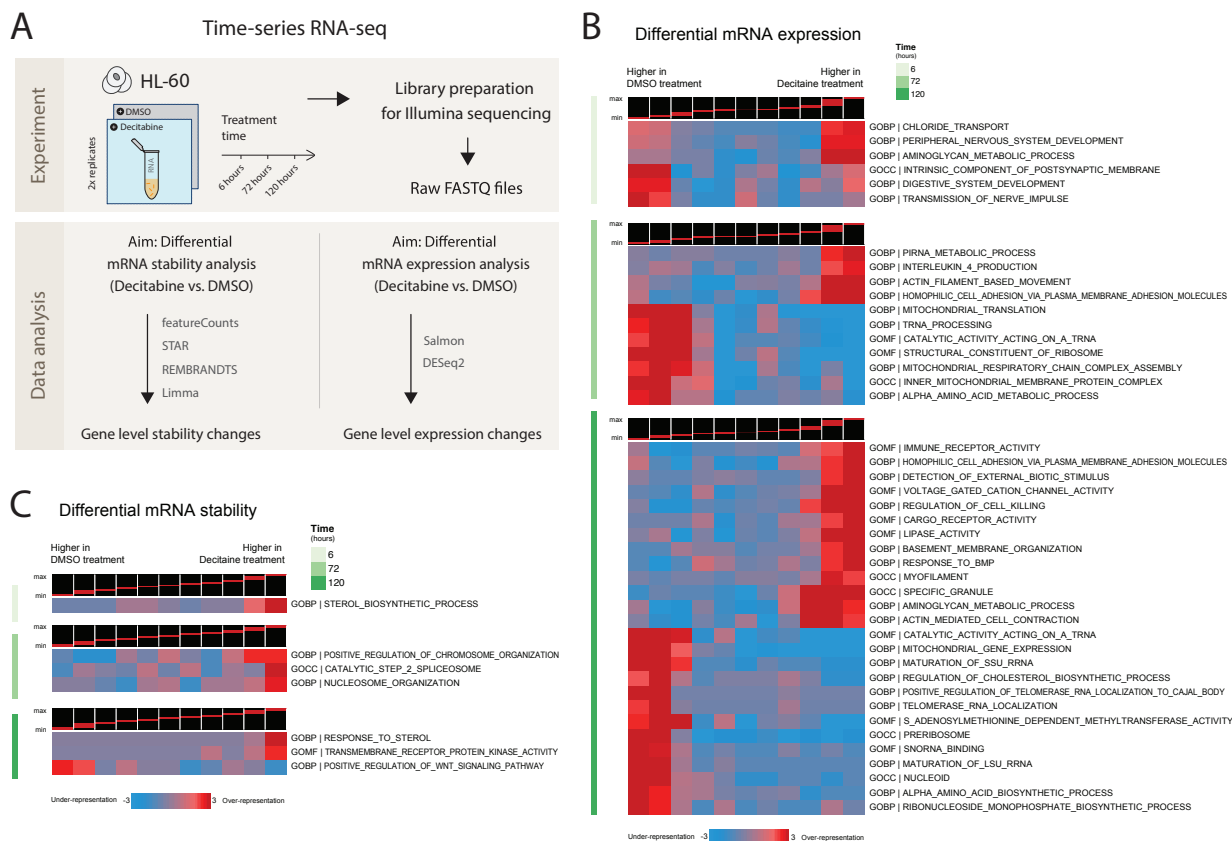 A
Time-series RNA-seq
Experiment
HL-60
DMSO
Decitabine
RNA
2x replicates
Treatment
time
6 hours
72 hours
120 hours
Library preparation
for Illumina sequencing
Raw FASTQ files
Data analysis
Aim: Differential
mRNA stability analysis
(Decitabine vs. DMSO)
featureCounts
STAR
REMBRANDTS
Limma
Gene level stability changes
Aim: Differential
mRNA expression analysis
(Decitabine vs. DMSO)
Salmon
DESeq2
Gene level expression changes
B
Differential mRNA expression
Time
(hours)
6
72
120
Higher in
DMSO treatment
Higher in
Decitaine treatment
max
min
GOBP | CHLORIDE_TRANSPORT
GOBP | PERIPHERAL_NERVOUS_SYSTEM_DEVELOPMENT
GOBP | AMINOGLYCAN_METABOLIC_PROCESS
GOCC | INTRINSIC_COMPONENT_OF_POSTSYNAPTIC_MEMBRANE
GOBP | DIGESTIVE_SYSTEM_DEVELOPMENT
GOBP | TRANSMISSION_OF_NERVE_IMPULSE
max
min
GOBP | PIRNA_METABOLIC_PROCESS
GOBP | INTERLEUKIN_4_PRODUCTION
GOBP | ACTIN_FILAMENT_BASED_MOVEMENT
GOBP | HOMOPHILIC_CELL_ADHESION_VIA_PLASMA_MEMBRANE_ADHESION_MOLECULES
GOBP | MITOCHONDRIAL_TRANSLATION
GOBP | TRNA_PROCESSING
GOMF | CATALYTIC_ACTIVITY_ACTING_ON_A_TRNA
GOMF | STRUCTURAL_CONSTITUENT_OF_RIBOSOME
GOBP | MITOCHONDRIAL_RESPIRATORY_CHAIN_COMPLEX_ASSEMBLY
GOCC | INNER_MITOCHONDRIAL_MEMBRANE_PROTEIN_COMPLEX
GOBP | ALPHA_AMINO_ACID_METABOLIC_PROCESS
max
min
GOMF | IMMUNE_RECEPTOR_ACTIVITY
GOBP | HOMOPHILIC_CELL_ADHESION_VIA_PLASMA_MEMBRANE_ADHESION_MOLECULES
GOBP | DETECTION_OF_EXTERNAL_BIOTIC_STIMULUS
GOMF | VOLTAGE_GATED_CATION_CHANNEL_ACTIVITY
GOBP | REGULATION_OF_CELL_KILLING
GOMF | CARGO_RECEPTOR_ACTIVITY
GOMF | LIPASE_ACTIVITY
GOBP | BASEMENT_MEMBRANE_ORGANIZATION
GOBP | RESPONSE_TO_BMP
GOCC | MYOFILAMENT
GOCC | SPECIFIC_GRANULE
GOBP | AMINOGLYCAN_METABOLIC_PROCESS
GOBP | ACTIN_MEDIATED_CELL_CONTRACTION
GOMF | CATALYTIC_ACTIVITY_ACTING_ON_A_TRNA
GOBP | MITOCHONDRIAL_GENE_EXPRESSION
GOBP | MATURATION_OF_SSU_RRNA
GOBP | REGULATION_OF_CHOLESTEROL_BIOSYNTHETIC_PROCESS
GOBP | POSITIVE_REGULATION_OF_TELOMERASE_RNA_LOCALIZATION_TO_CAJAL_BODY
GOBP | TELOMERASE_RNA_LOCALIZATION
GOMF | S_ADENOSYLMETHIONINE_DEPENDENT_METHYLTRANSFERASE_ACTIVITY
GOCC | PRERIBOSOME
GOMF | SNORNA_BINDING
GOBP | MATURATION_OF_LSU_RRNA
GOCC | NUCLEOID
GOBP | ALPHA_AMINO_ACID_BIOSYNTHETIC_PROCESS
GOBP | RIBONUCLEOSIDE_MONOPHOSPHATE_BIOSYNTHETIC_PROCESS
Under-representation -3 3 Over-representation
C
Differential mRNA stability
Higher in
DMSO treatment
Higher in
Decitaine treatment
Time
(hours)
6
72
120
max
min
GOBP | STEROL_BIOSYNTHETIC_PROCESS
max
min
GOBP | POSITIVE_REGULATION_OF_CHROMOSOME_ORGANIZATION
GOCC | CATALYTIC_STEP_2_SPLICEOSOME
GOBP | NUCLEOSOME_ORGANIZATION
max
min
GOBP | RESPONSE_TO_STEROL
GOMF | TRANSMEMBRANE_RECEPTOR_PROTEIN_KINASE_ACTIVITY
GOBP | POSITIVE_REGULATION_OF_WNT_SIGNALING_PATHWAY
Under-representation -3 3 Over-representation